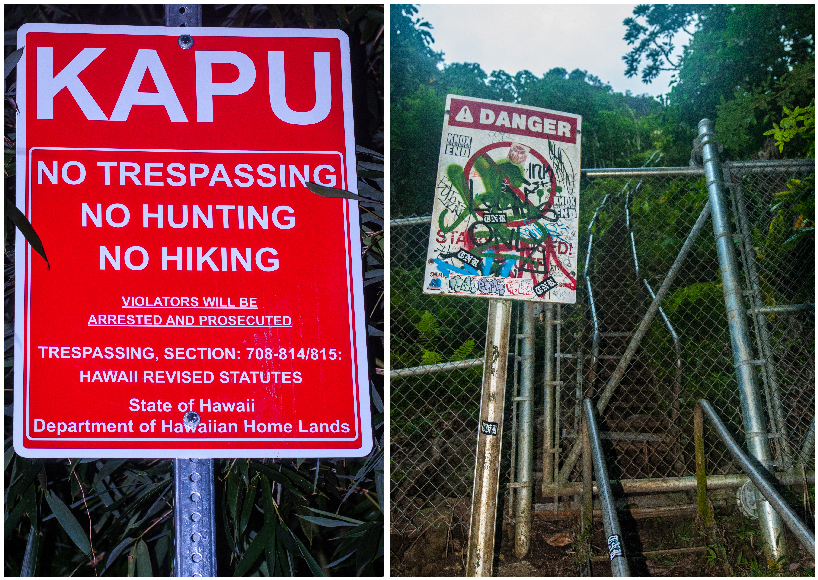 KAPU
NO TRESPASSING
NO HUNTING
NO HIKING
VIOLATORS WILL BE
ARRESTED AND PROSECUTED
TRESPASSING, SECTION: 708-814/815:
HAWAII REVISED STATUTES
State of Hawaii
Department of Hawaiian Home Lands
DANGER
END